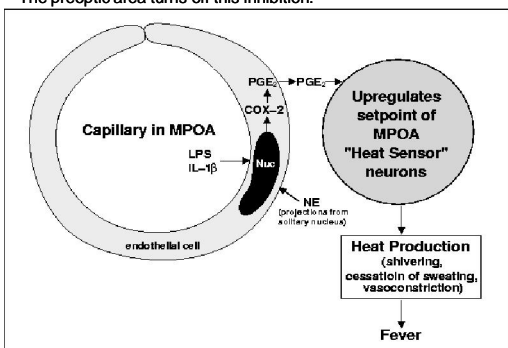 The preoptic area turns off this inhibition.
PGE₂ → PGE₂
COX-2
Capillary in MPOA
LPS
IL-1β
Nuc
NE
(projections from
solitary nucleus)
endothelial cell
Upregulates
setpoint of
MPOA
"Heat Sensor"
neurons
Heat Production
(shivering,
cessation of sweating,
vasoconstriction)
Fever